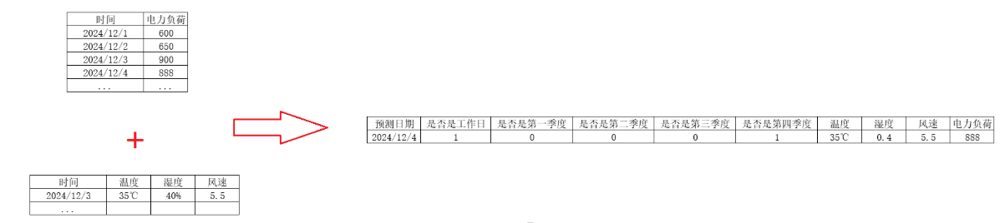 时间 电力负荷
2024/12/1 600
2024/12/2 650
2024/12/3 900
2024/12/4 888
... ...
+
时间 温度 湿度 风速
2024/12/3 35℃ 40% 5.5
...
预测日期 是否是工作日 是否是第一季度 是否是第二季度 是否是第三季度 是否是第四季度 温度 湿度 风速 电力负荷
2024/12/4 1 0 0 0 1 35℃ 0.4 5.5 888